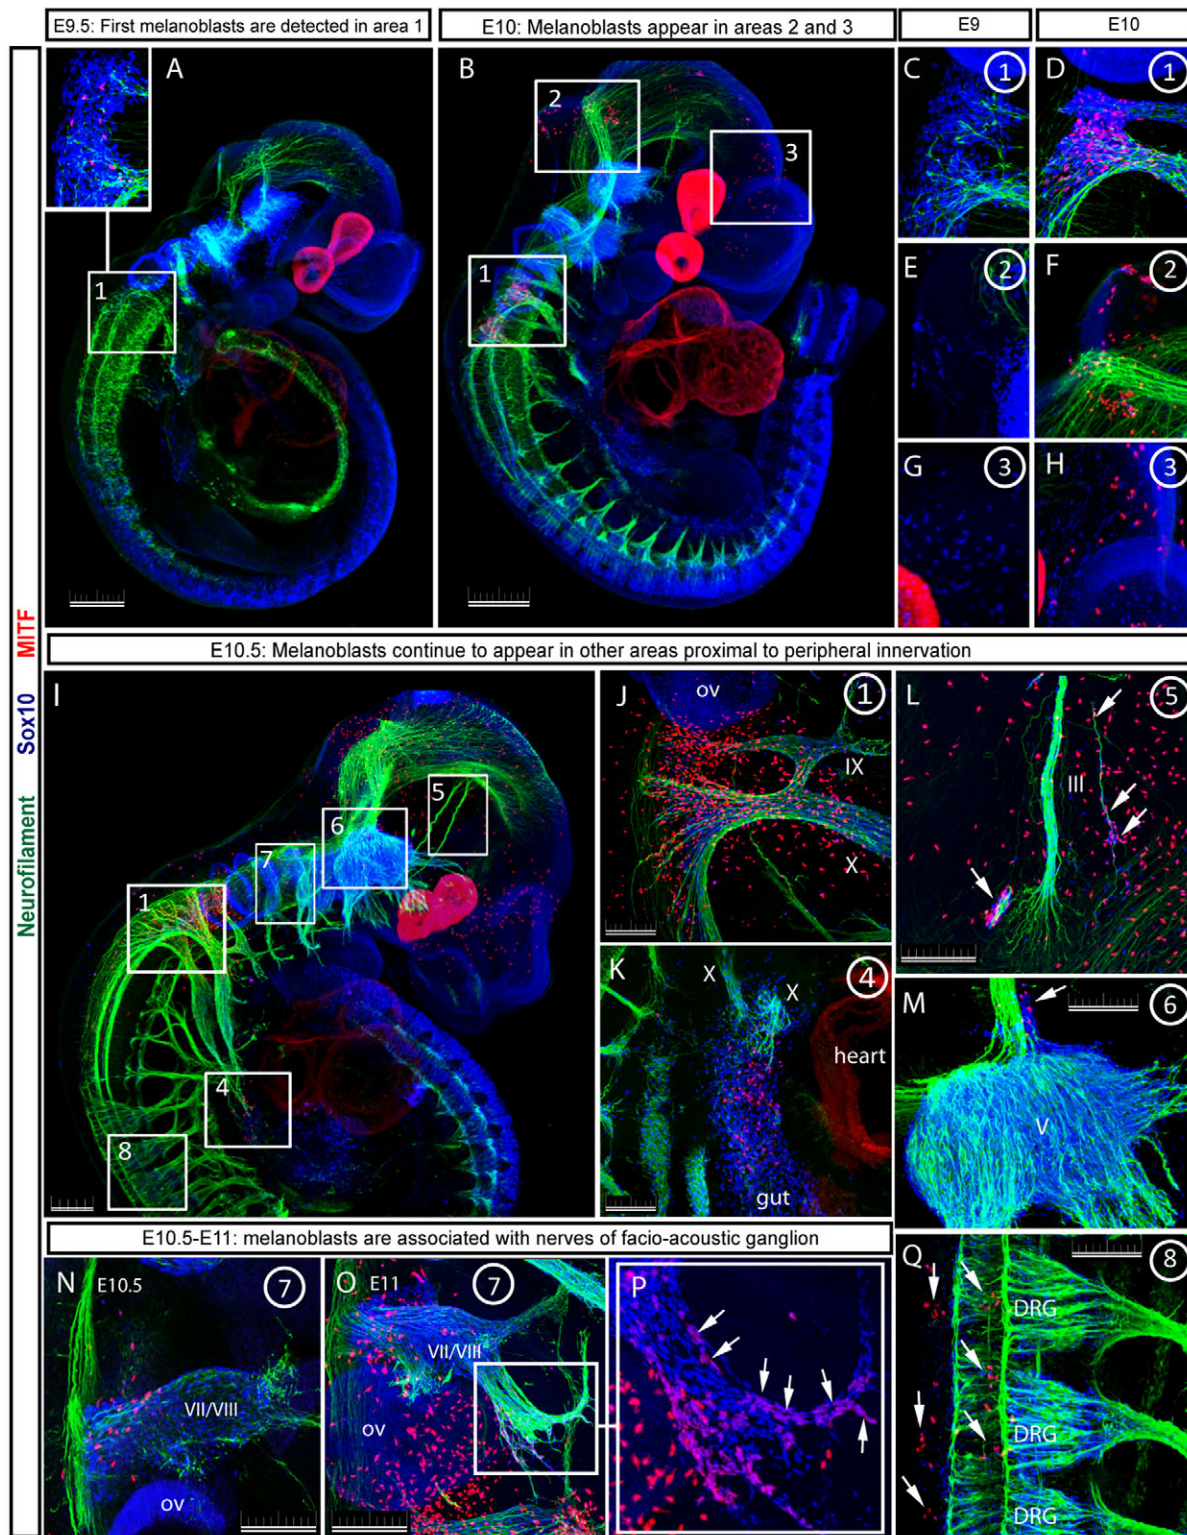 E9.5: First melanoblasts are detected in area 1
E10: Melanoblasts appear in areas 2 and 3
E9
E10
Neurofilament Sox10 MITF
A
1
B
2
3
1
C
1
D
1
E
2
F
2
G
3
H
3
E10.5: Melanoblasts continue to appear in other areas proximal to peripheral innervation
I
5
6
7
1
4
8
J
ov
1
IX
X
K
X
X
4
heart
gut
L
5
III
M
6
V
E10.5-E11: melanoblasts are associated with nerves of facio-acoustic ganglion
N
E10.5
7
VII/VIII
ov
O
E11
7
VII/VIII
ov
P
Q
8
DRG
DRG
DRG